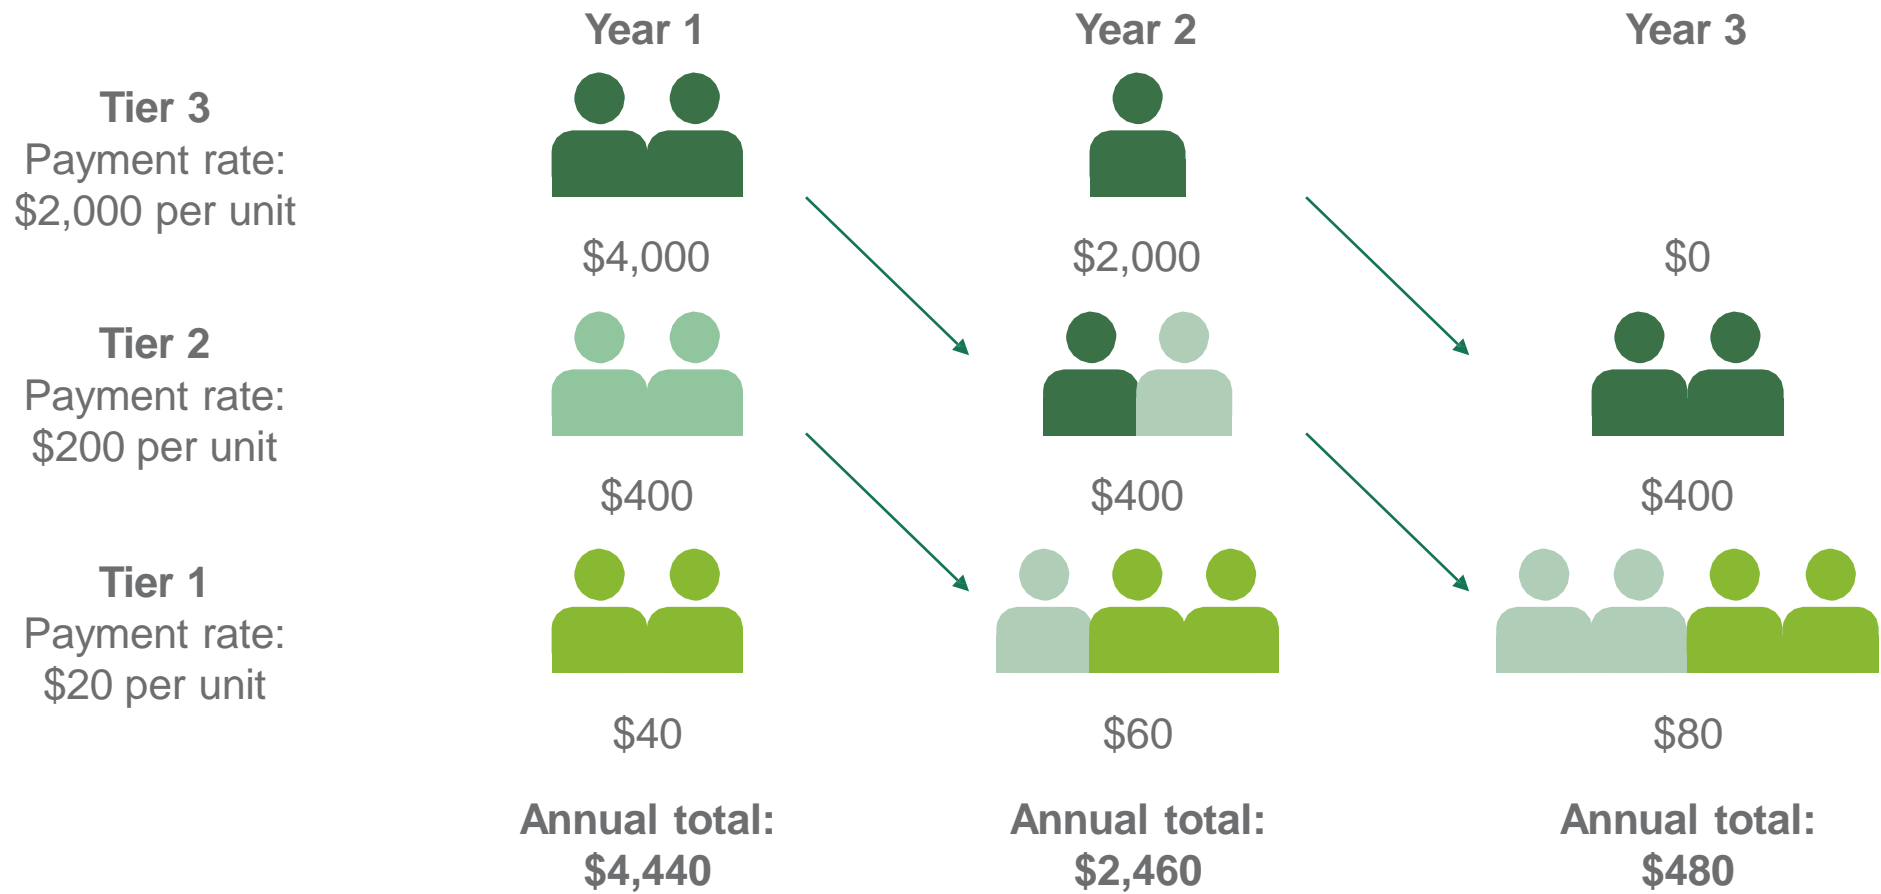 Year 1
Year 2
Year 3
Tier 3
Payment rate:
$2,000 per unit
$4,000
$2,000
$0
Tier 2
Payment rate:
$200 per unit
$400
$400
$400
Tier 1
Payment rate:
$20 per unit
$40
$60
$80
Annual total:
$4,440
Annual total:
$2,460
Annual total:
$480